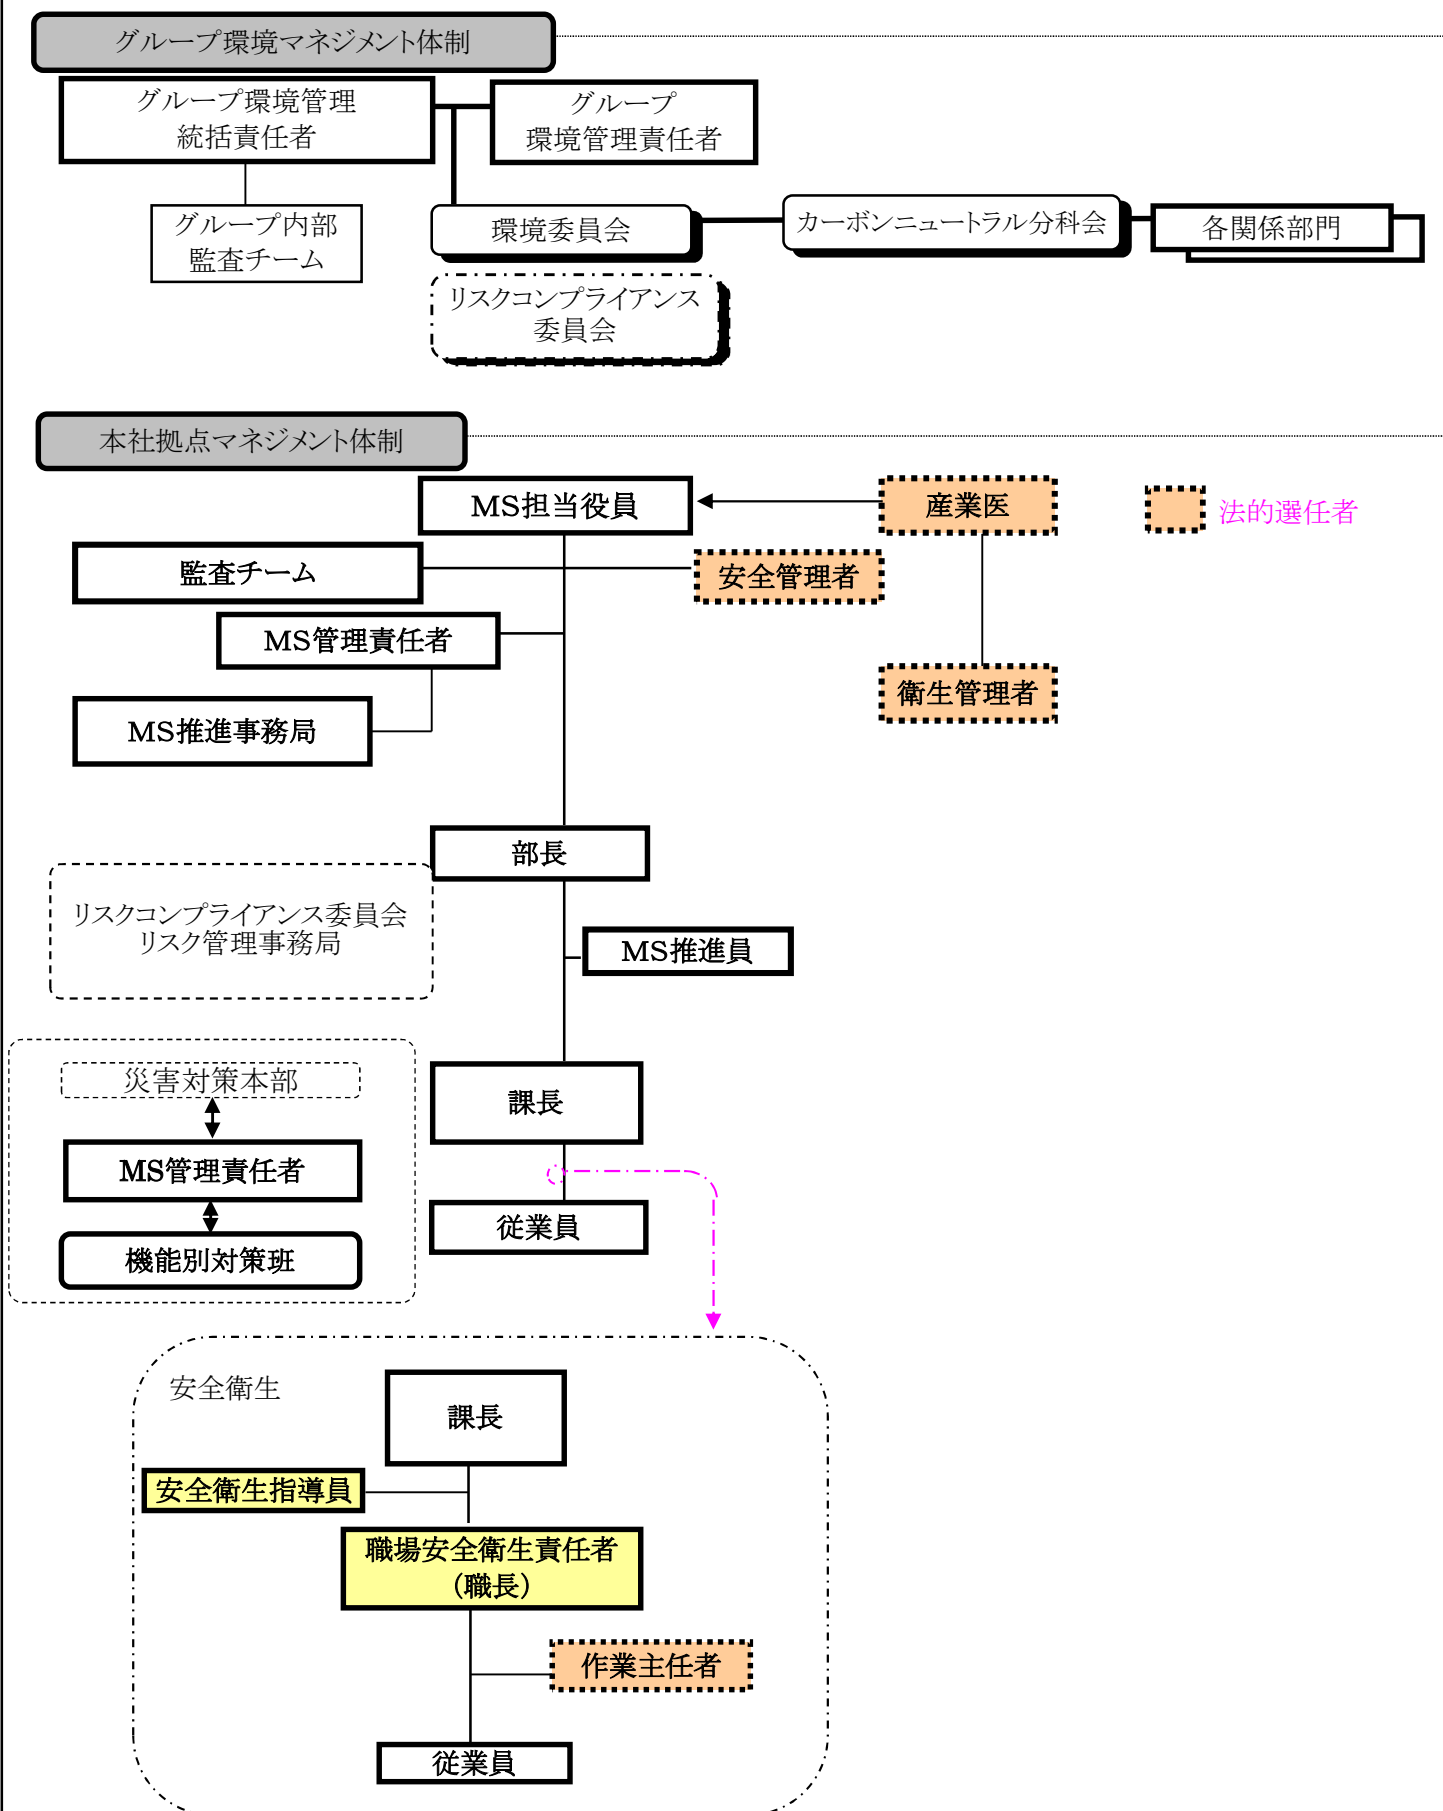 グループ環境マネジメント体制
グループ環境管理
統括責任者
グループ
環境管理責任者
グループ内部
監査チーム
環境委員会
カーボンニュートラル分科会
各関係部門
リスクコンプライアンス
委員会
本社拠点マネジメント体制
MS担当役員
産業医
法的選任者
監査チーム
安全管理者
MS管理責任者
衛生管理者
MS推進事務局
部長
リスクコンプライアンス委員会
リスク管理事務局
MS推進員
災害対策本部
課長
MS管理責任者
従業員
機能別対策班
安全衛生
課長
安全衛生指導員
職場安全衛生責任者
（職長）
作業主任者
従業員